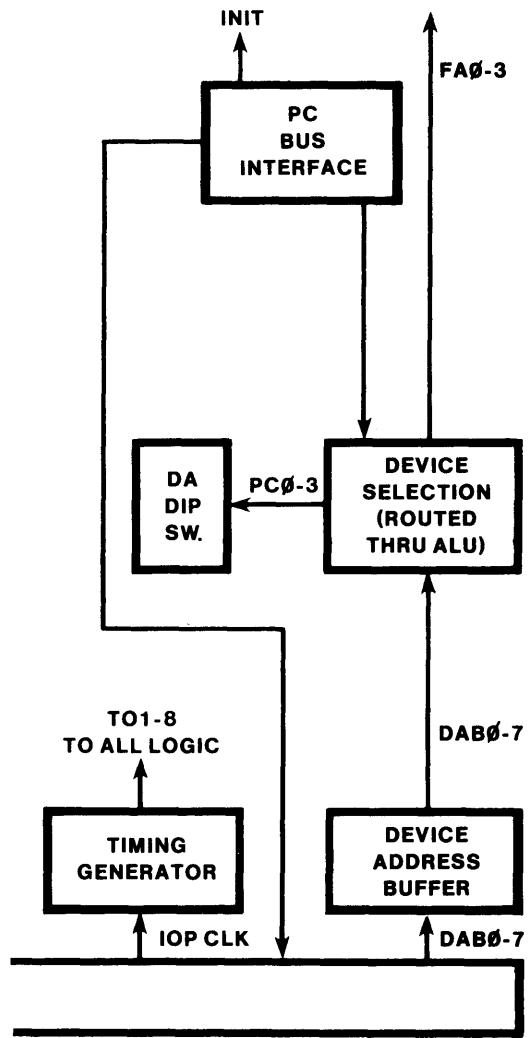 INIT
FAØ-3
PC
BUS
INTERFACE
DA
DIP
SW.
PCØ-3
DEVICE
SELECTION
(ROUTED
THRU ALU)
TO1-8
TO ALL LOGIC
DABØ-7
TIMING
GENERATOR
DEVICE
ADDRESS
BUFFER
IOP CLK
DABØ-7